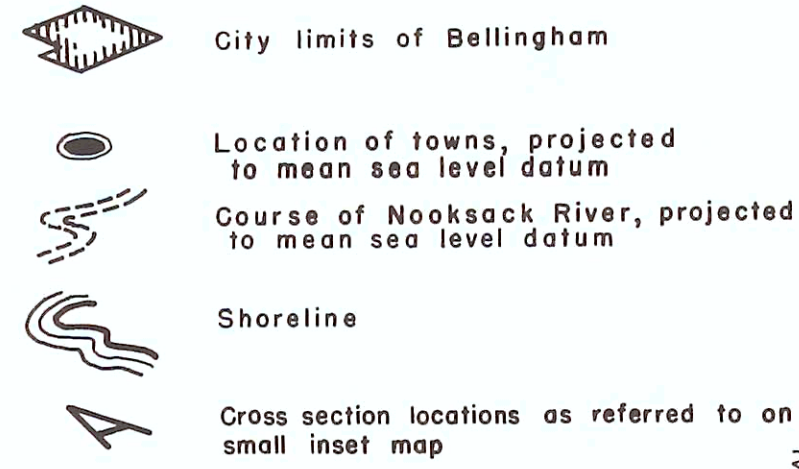 City limits of Bellingham
Location of towns, projected
to mean sea level datum
Course of Nooksack River, projected
to mean sea level datum
Shoreline
A
Cross section locations as referred to on
small inset map